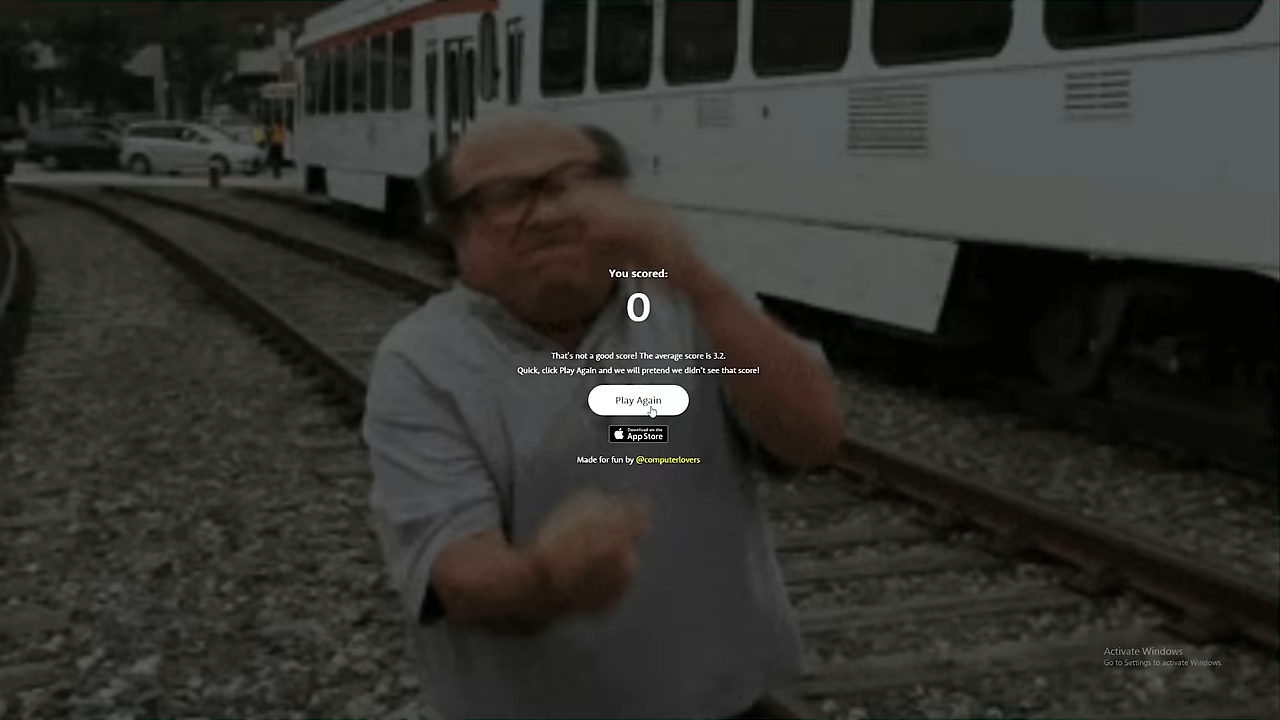 You scored:
0
That's not a good score! The average score is 3.2.
Quick, click Play Again and we will pretend we didn't see that score!
Play Again
Download on the
App Store
Made for fun by @computerlovers
Activate Windows
Go to Settings to activate Windows.